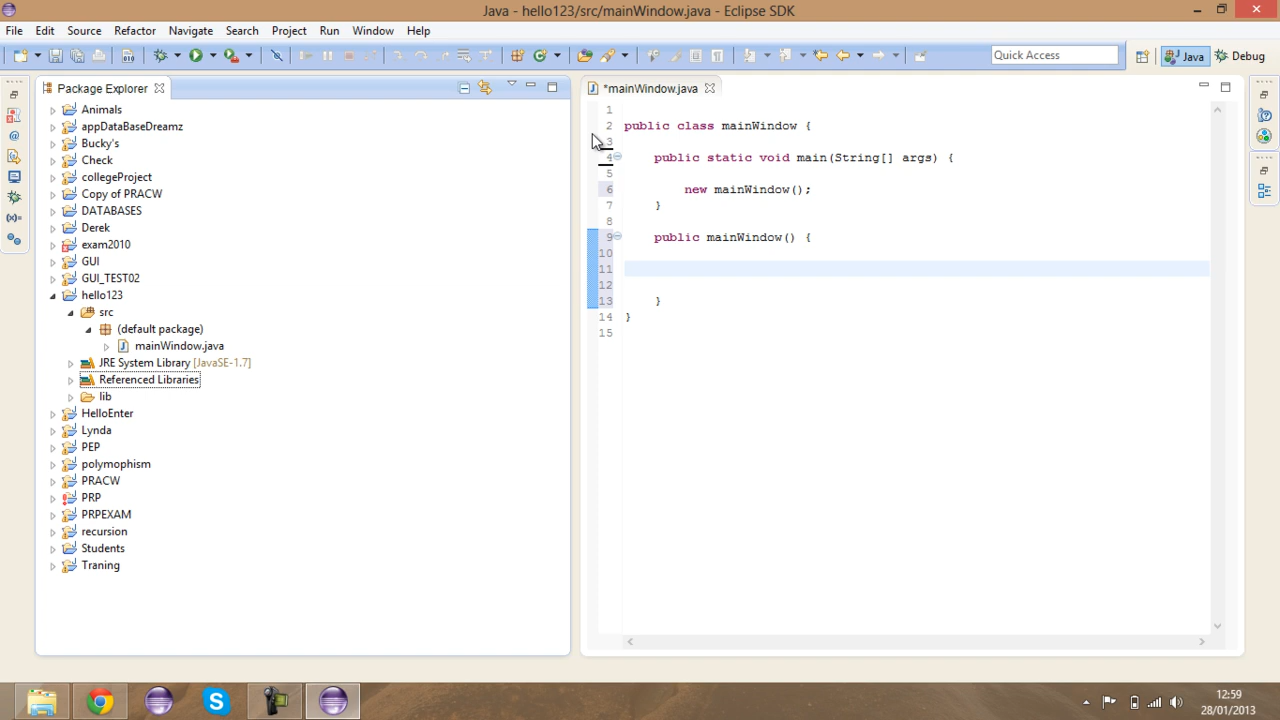 Java - hello123/src/mainWindow.java - Eclipse SDK
File Edit Source Refactor Navigate Search Project Run Window Help
Quick Access
Java
Debug
Package Explorer
Animals
appDataBaseDreamz
Bucky's
Check
collegeProject
Copy of PRACW
DATABASES
Derek
exam2010
GUI
GUI_TEST02
hello123
src
(default package)
mainWindow.java
JRE System Library [JavaSE-1.7]
Referenced Libraries
lib
HelloEnter
Lynda
PEP
polymophism
PRACW
PRP
PRPEXAM
recursion
Students
Traning
*mainWindow.java
1
2 public class mainWindow {
3
4 public static void main(String[] args) {
5
6 new mainWindow();
7 }
8
9 public mainWindow() {
10
11
12
13 }
14 }
15
12:59
28/01/2013